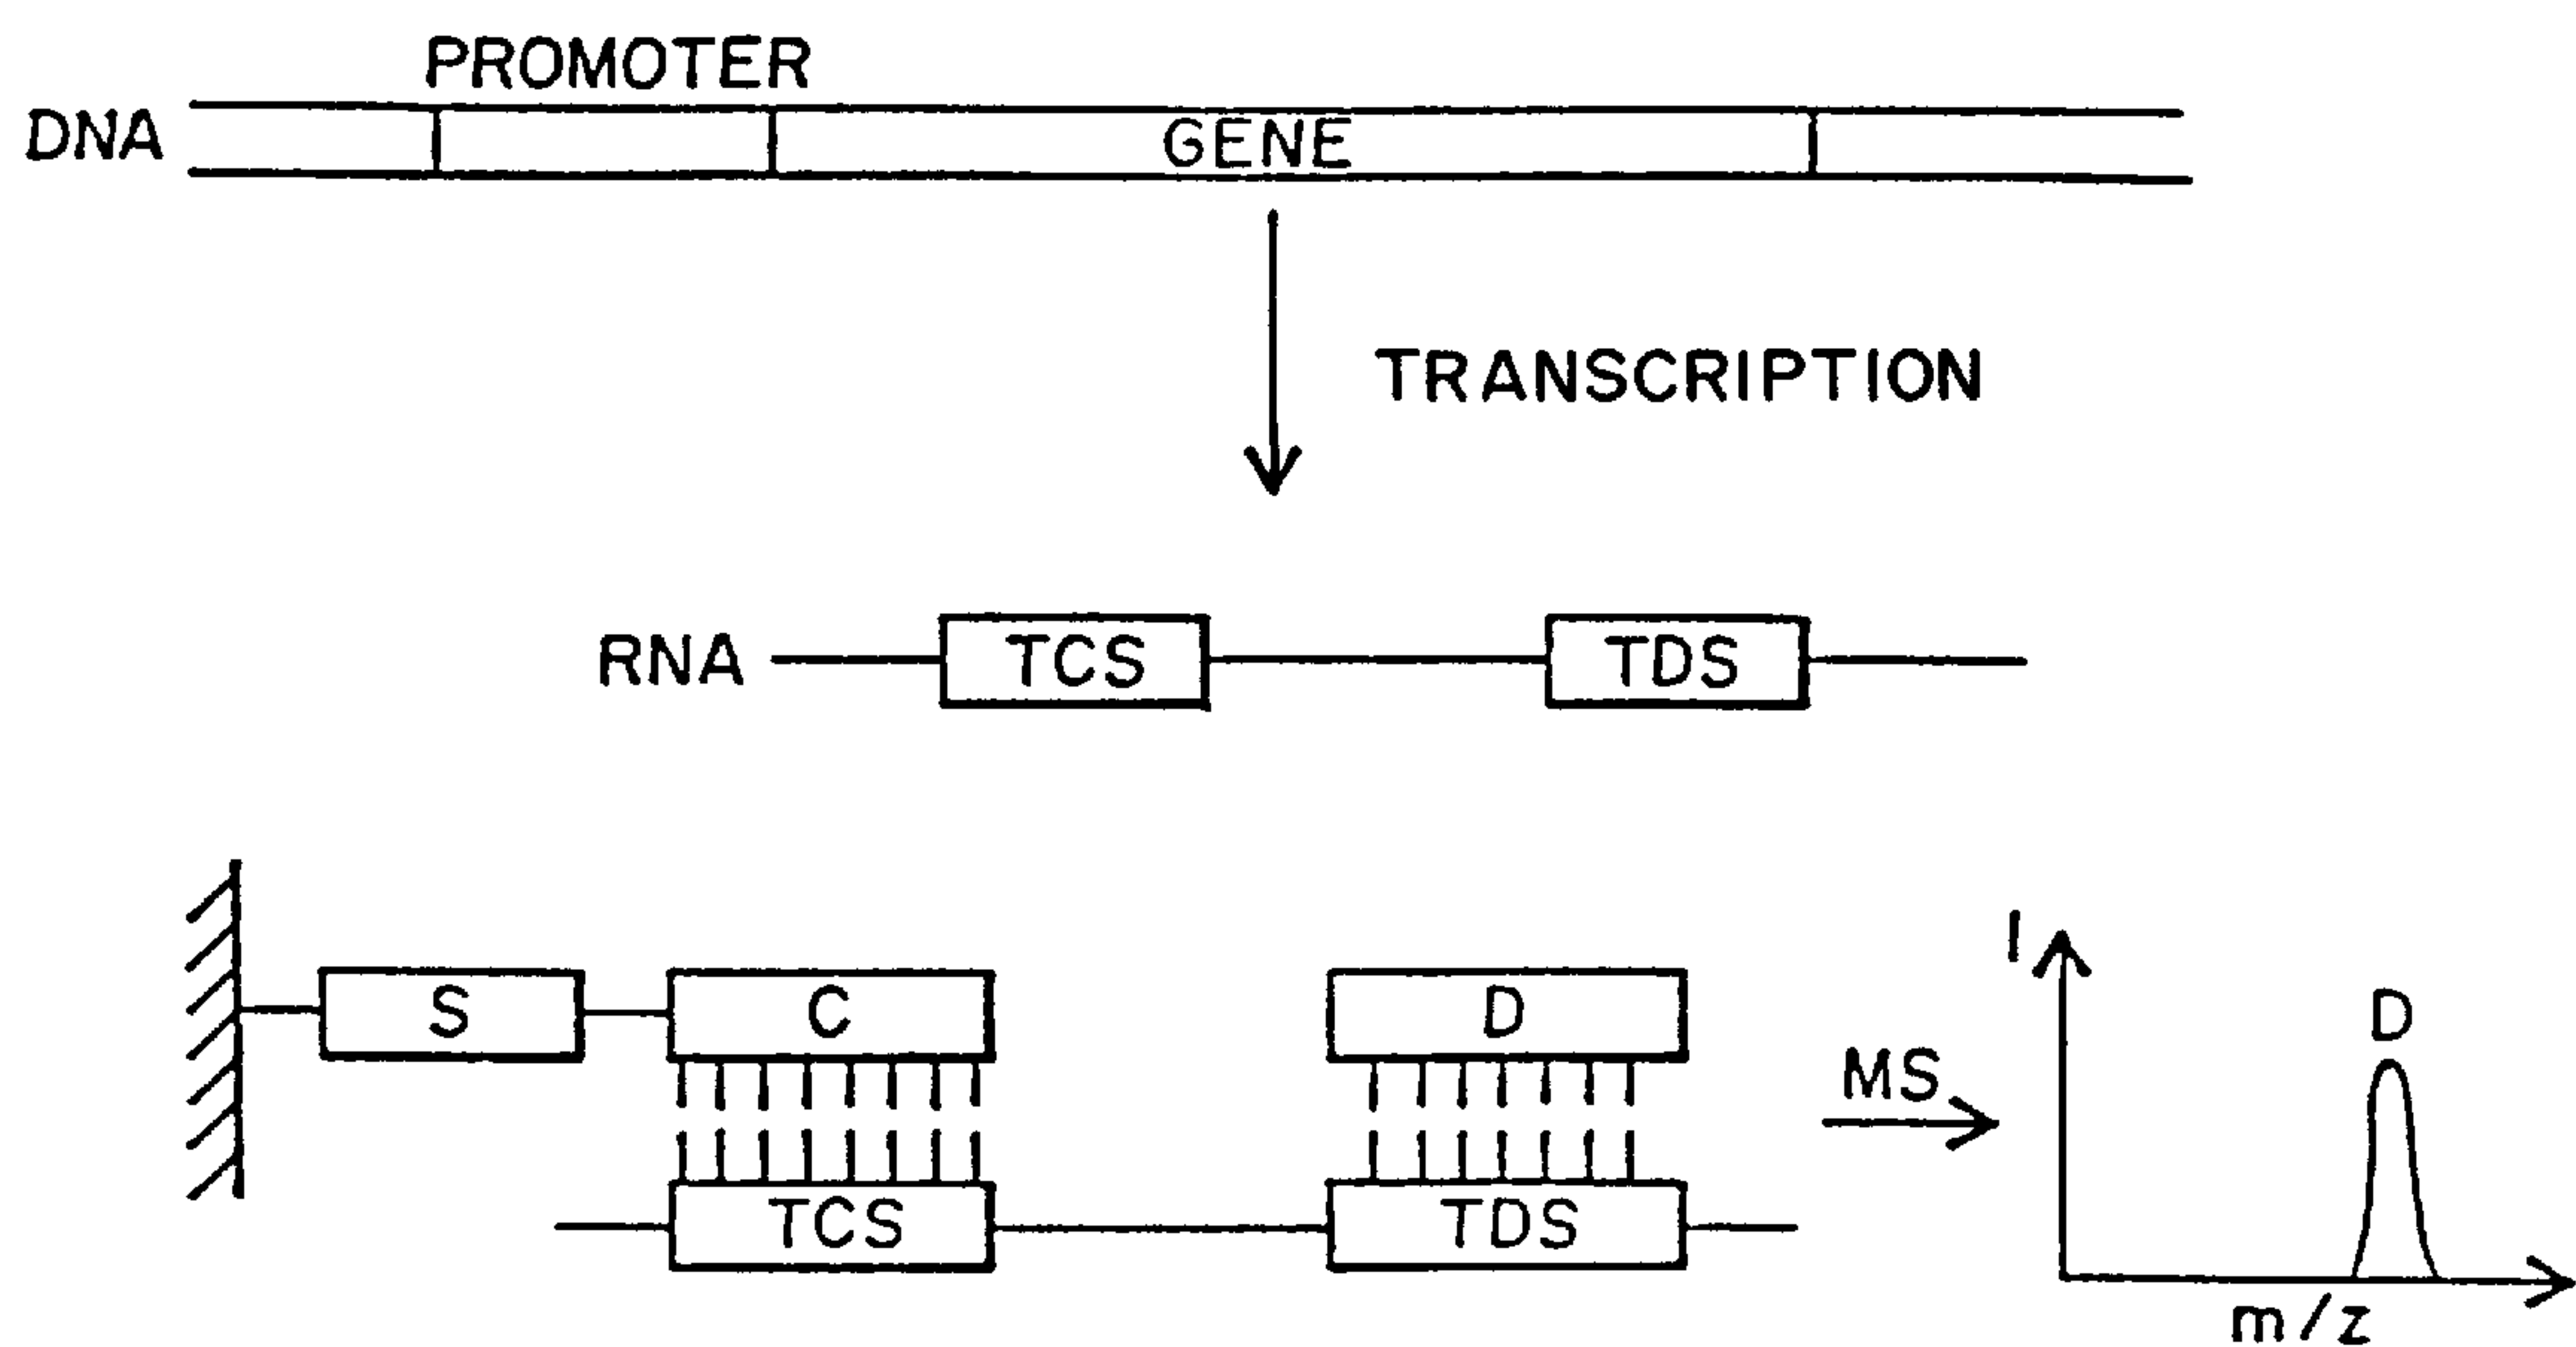 PROMOTER
DNA
GENE
TRANSCRIPTION
RNA
TCS
TDS
S
C
D
TCS
TDS
MS
I
D
m/z